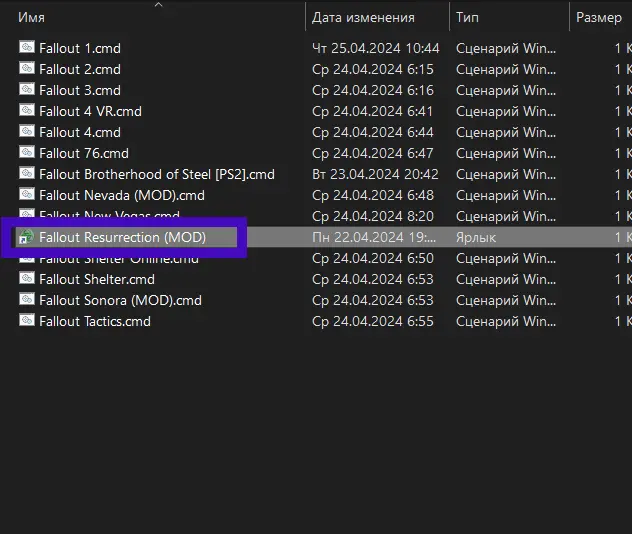 Имя Дата изменения Тип Размер
Fallout 1.cmd Чт 25.04.2024 10:44 Сценарий Win... 1 К
Fallout 2.cmd Ср 24.04.2024 6:15 Сценарий Win... 1 К
Fallout 3.cmd Ср 24.04.2024 6:16 Сценарий Win... 1 К
Fallout 4 VR.cmd Ср 24.04.2024 6:41 Сценарий Win... 1 К
Fallout 4.cmd Ср 24.04.2024 6:44 Сценарий Win... 1 К
Fallout 76.cmd Ср 24.04.2024 6:47 Сценарий Win... 1 К
Fallout Brotherhood of Steel [PS2].cmd Вт 23.04.2024 20:42 Сценарий Win... 1 К
Fallout Nevada (MOD).cmd Ср 24.04.2024 6:48 Сценарий Win... 1 К
Fallout New Vegas.cmd Ср 24.04.2024 8:20 Сценарий Win... 1 К
Fallout Resurrection (MOD) Пн 22.04.2024 19:... Ярлык 1 К
Fallout Shelter Online.cmd Ср 24.04.2024 6:50 Сценарий Win... 1 К
Fallout Shelter.cmd Ср 24.04.2024 6:53 Сценарий Win... 1 К
Fallout Sonora (MOD).cmd Ср 24.04.2024 6:53 Сценарий Win... 1 К
Fallout Tactics.cmd Ср 24.04.2024 6:55 Сценарий Win... 1 К